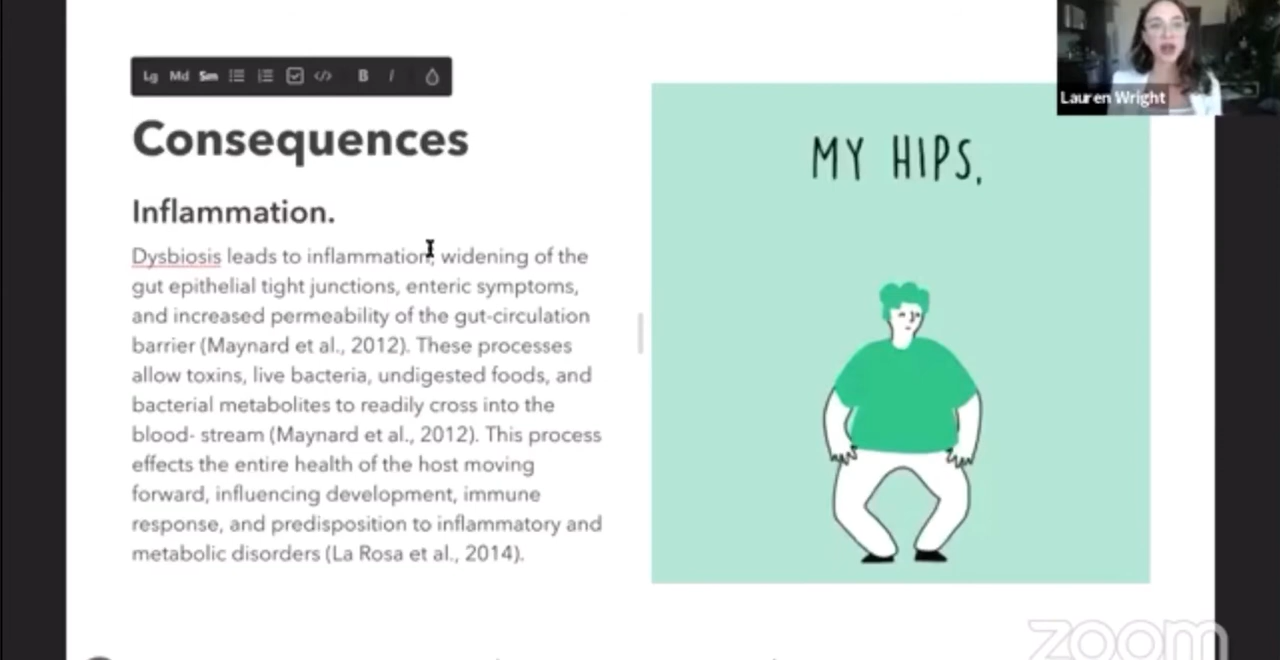 Lg Md Sm B I
Consequences
Inflammation.
Dysbiosis leads to inflammation, widening of the
gut epithelial tight junctions, enteric symptoms,
and increased permeability of the gut-circulation
barrier (Maynard et al., 2012). These processes
allow toxins, live bacteria, undigested foods, and
bacterial metabolites to readily cross into the
blood- stream (Maynard et al., 2012). This process
effects the entire health of the host moving
forward, influencing development, immune
response, and predisposition to inflammatory and
metabolic disorders (La Rosa et al., 2014).
MY HIPS.
Lauren Wright
zoom